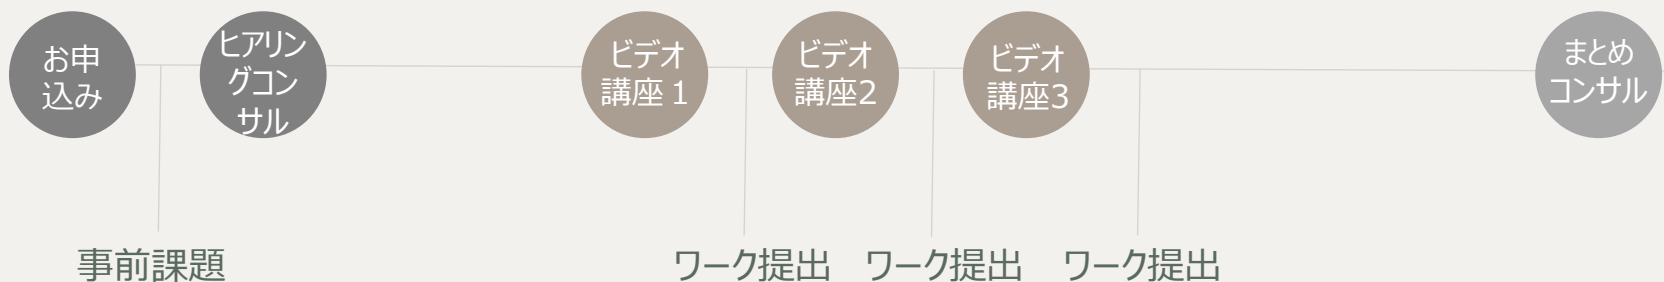 お申
込み
ヒアリン
グコン
サル
ビデオ
講座１
ビデオ
講座2
ビデオ
講座3
まとめ
コンサル
事前課題
ワーク提出
ワーク提出
ワーク提出